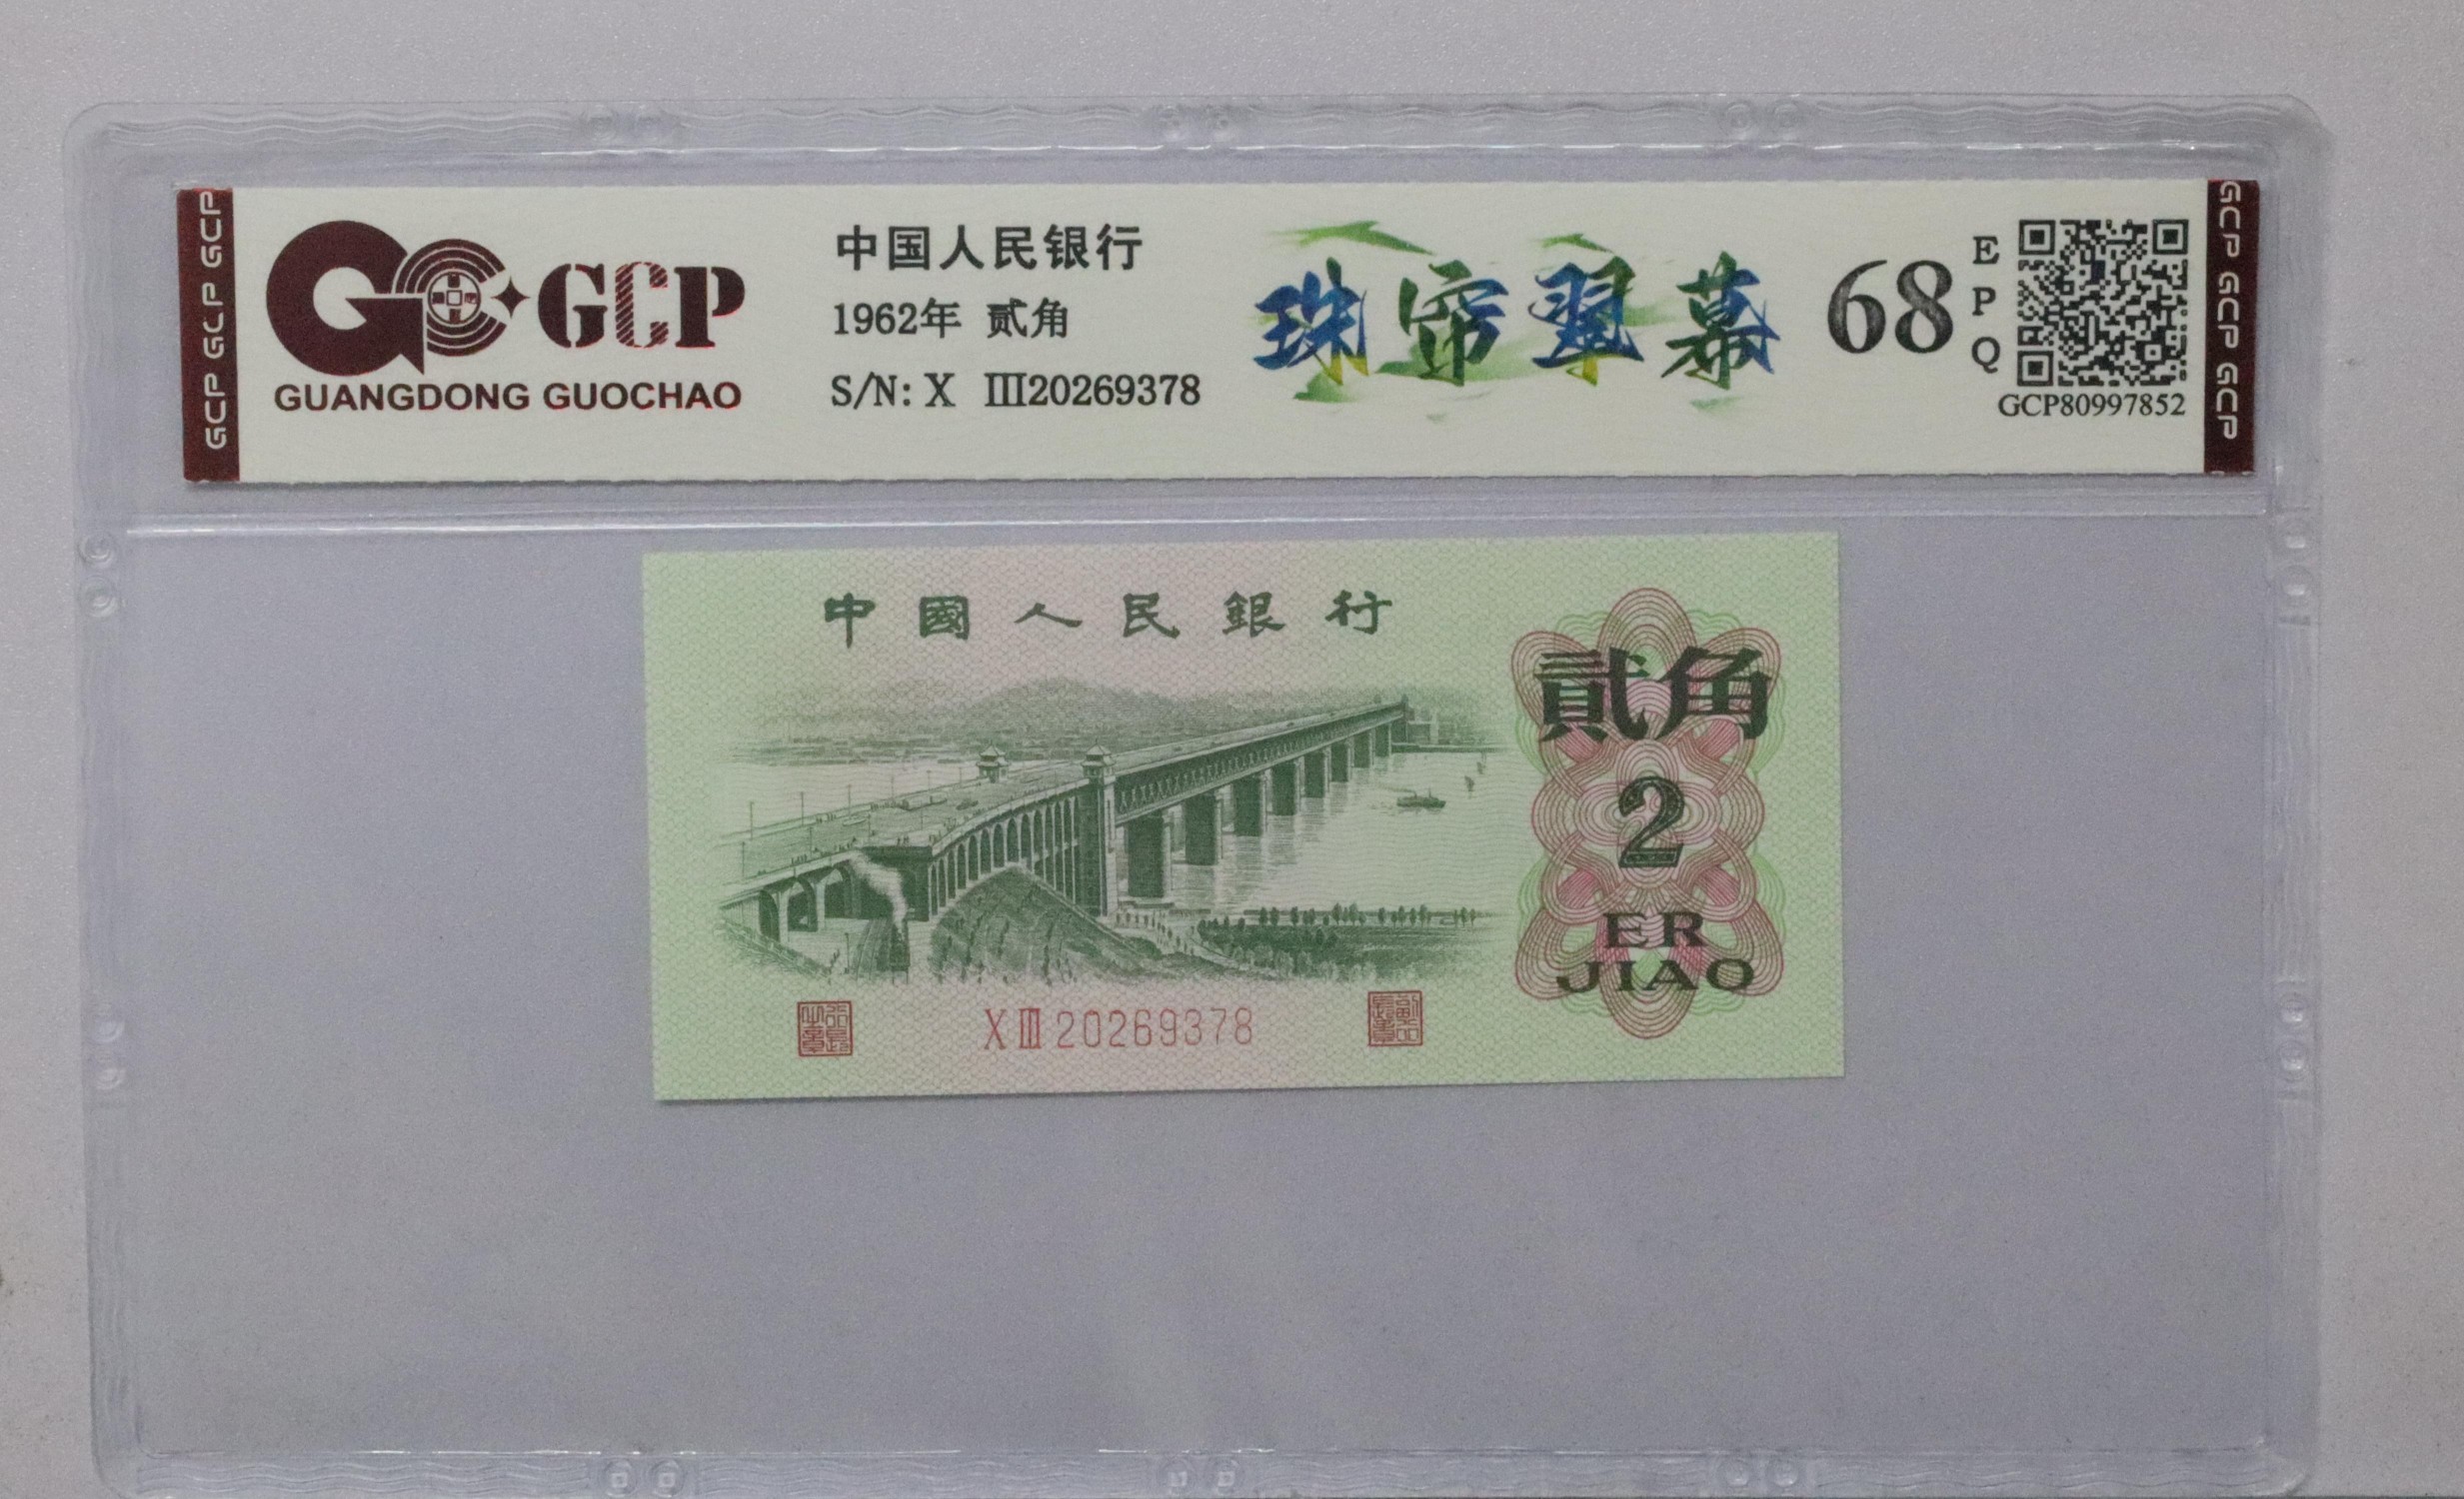 GCP GCP GCP
GCP
GUANGDONG GUOCHAO
中国人民银行
1962年 贰角
S/N: X Ⅲ20269378
珠帘翠幕
68
E
P
Q
GCP80997852
GCP GCP GCP
中國人民銀行
貳角
2
ER
JIAO
XⅢ20269378